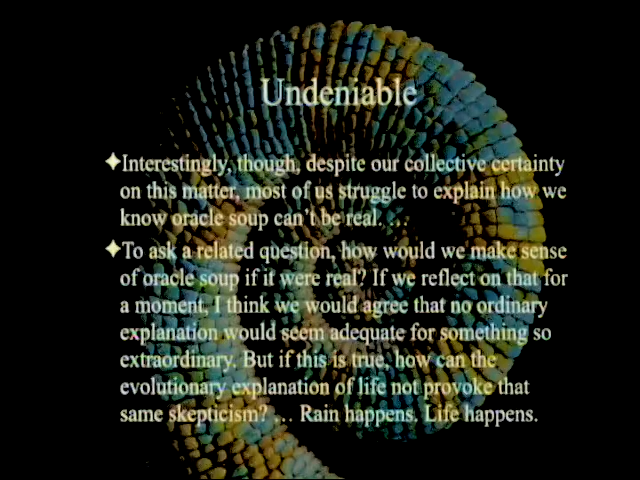 Undeniable
✦Interestingly, though, despite our collective certainty
on this matter, most of us struggle to explain how we
know oracle soup can't be real. …
✦To ask a related question, how would we make sense
of oracle soup if it were real? If we reflect on that for
a moment, I think we would agree that no ordinary
explanation would seem adequate for something so
extraordinary. But if this is true, how can the
evolutionary explanation of life not provoke that
same skepticism? … Rain happens. Life happens.